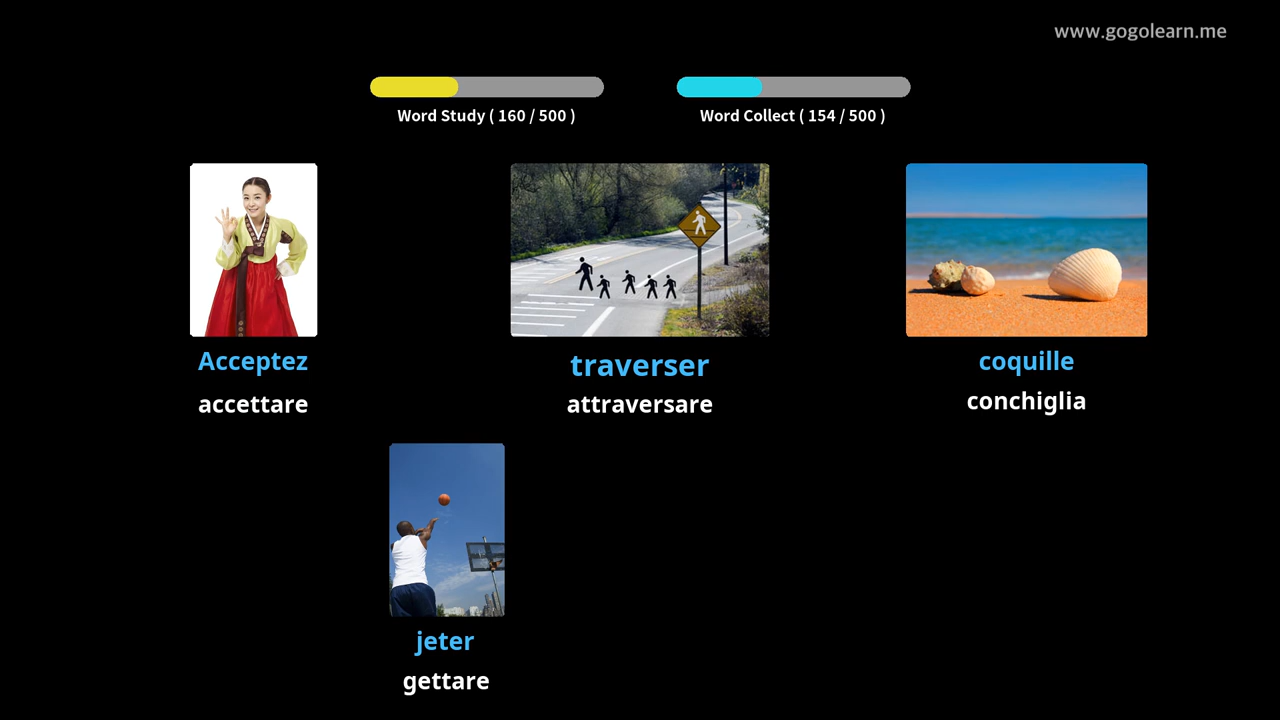 www.gogolearn.me
Word Study ( 160 / 500 )
Word Collect ( 154 / 500 )
Acceptez
accettare
traverser
attraversare
coquille
conchiglia
jeter
gettare